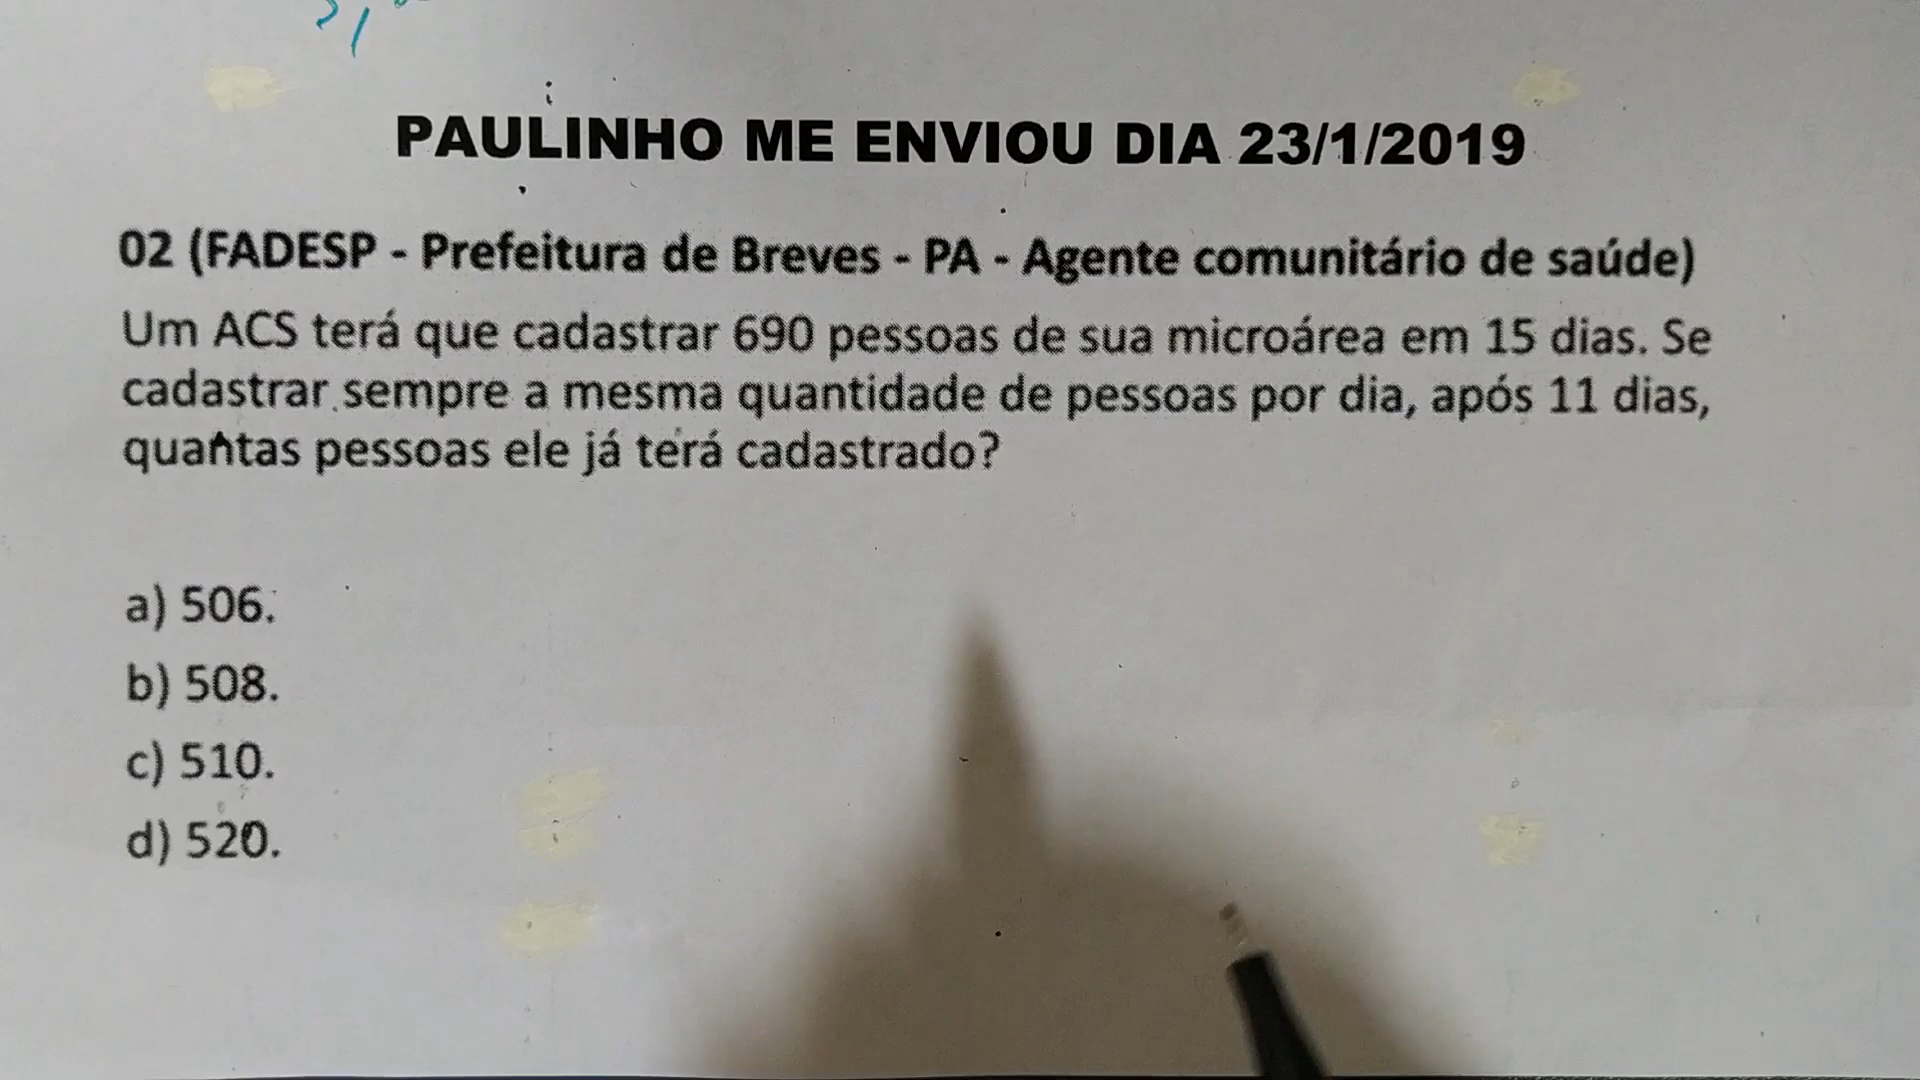 PAULINHO ME ENVIOU DIA 23/1/2019
02 (FADESP - Prefeitura de Breves - PA - Agente comunitário de saúde)
Um ACS terá que cadastrar 690 pessoas de sua microárea em 15 dias. Se
cadastrar sempre a mesma quantidade de pessoas por dia, após 11 dias,
quantas pessoas ele já terá cadastrado?
a) 506.
b) 508.
c) 510.
d) 520.